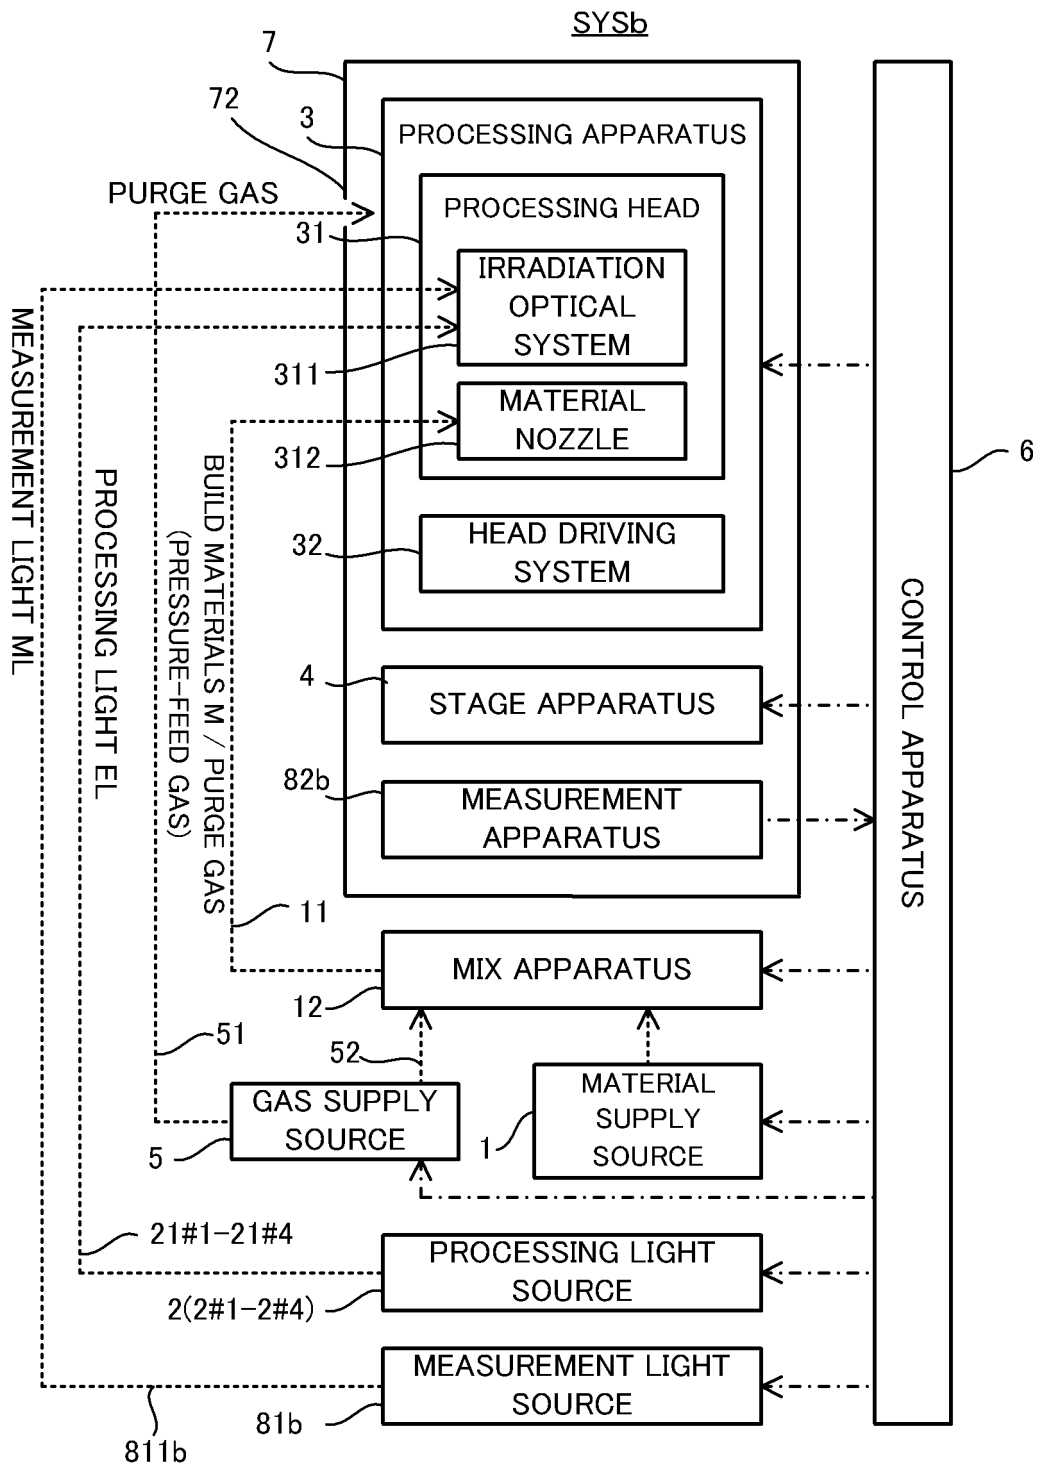 SYSb
7
72
3
PROCESSING APPARATUS
PURGE GAS
PROCESSING HEAD
31
IRRADIATION
OPTICAL
SYSTEM
311
MATERIAL
NOZZLE
312
6
HEAD DRIVING
SYSTEM
32
MEASUREMENT LIGHT ML
PROCESSING LIGHT EL
BUILD MATERIALS M / PURGE GAS
(PRESSURE-FEED GAS)
CONTROL APPARATUS
4
STAGE APPARATUS
82b
MEASUREMENT
APPARATUS
11
MIX APPARATUS
12
51
52
GAS SUPPLY
SOURCE
5
MATERIAL
SUPPLY
SOURCE
1
21#1-21#4
PROCESSING LIGHT
SOURCE
2(2#1-2#4)
MEASUREMENT LIGHT
SOURCE
81b
811b